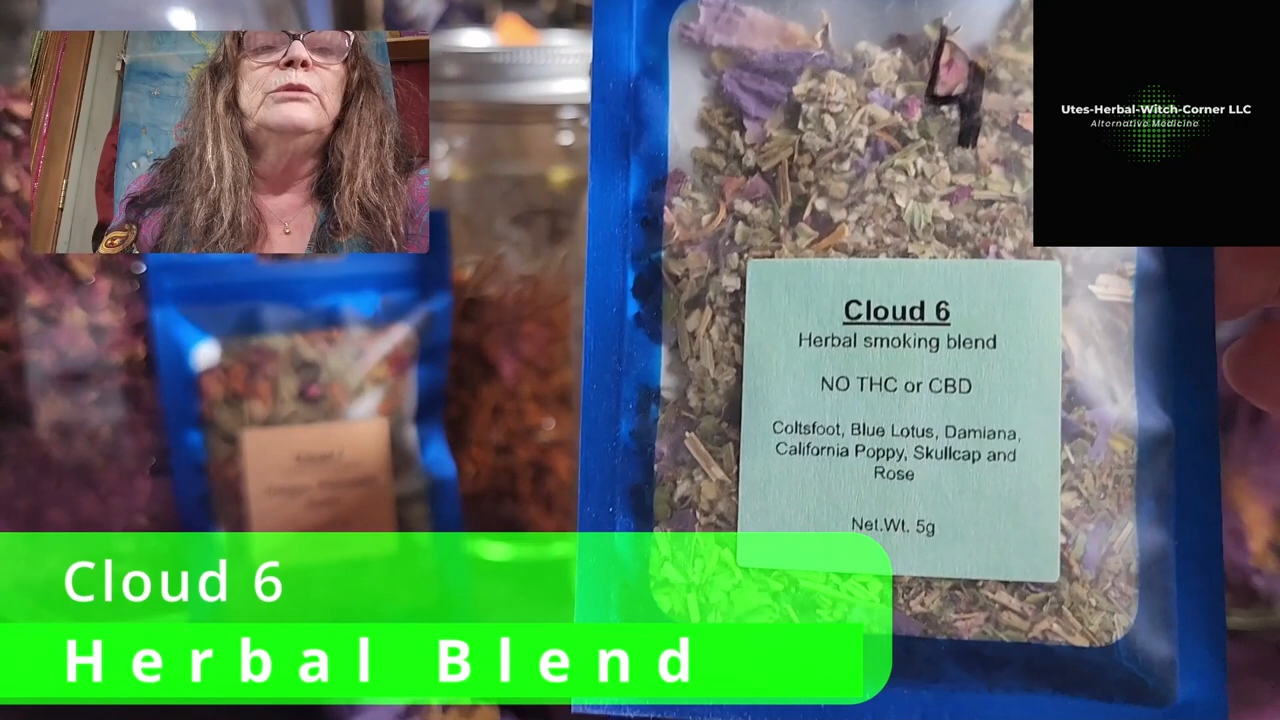 Utes-Herbal-Witch-Corner LLC
Alternative Medicine
Cloud 6
Herbal smoking blend
NO THC or CBD
Coltsfoot, Blue Lotus, Damiana,
California Poppy, Skullcap and
Rose
Net.Wt. 5g
Cloud 6
Herbal Blend